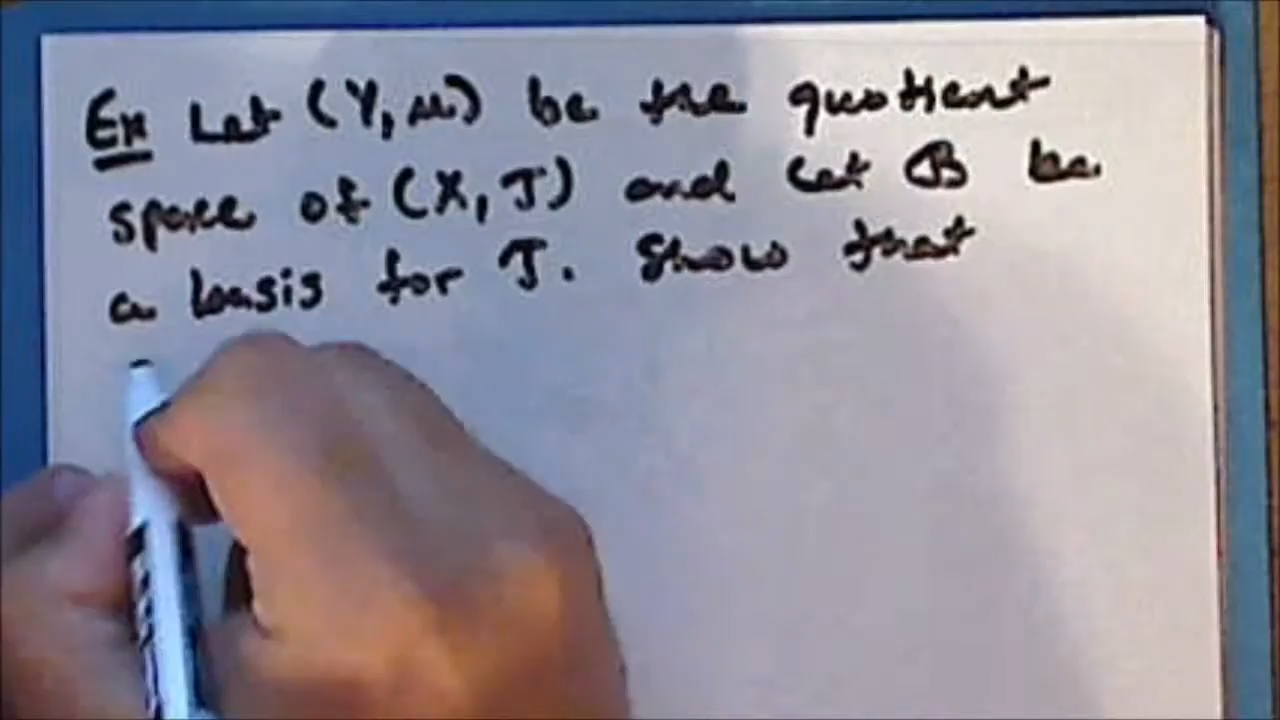 Ex Let (Y, U) be the quotient
space of (X, T) and let B be
a basis for T. Show that